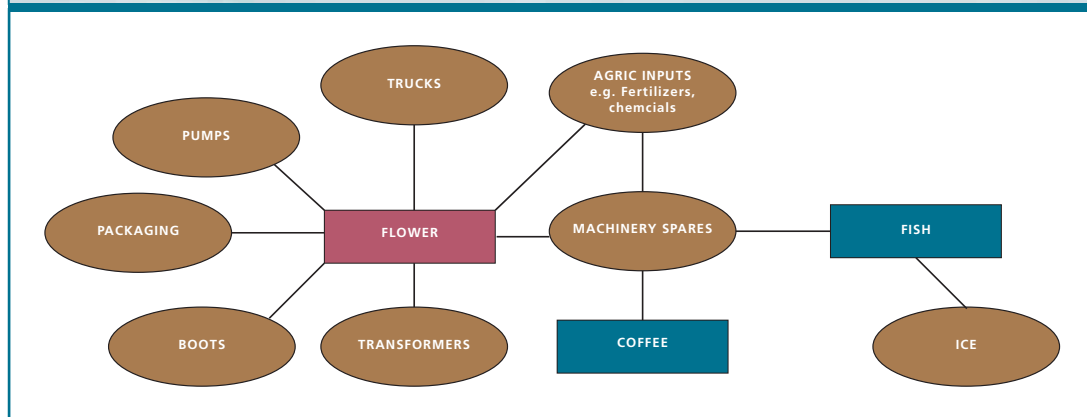 TRUCKS
AGRIC INPUTS
e.g. Fertilizers,
chemcials
PUMPS
PACKAGING
FLOWER
MACHINERY SPARES
FISH
BOOTS
TRANSFORMERS
COFFEE
ICE